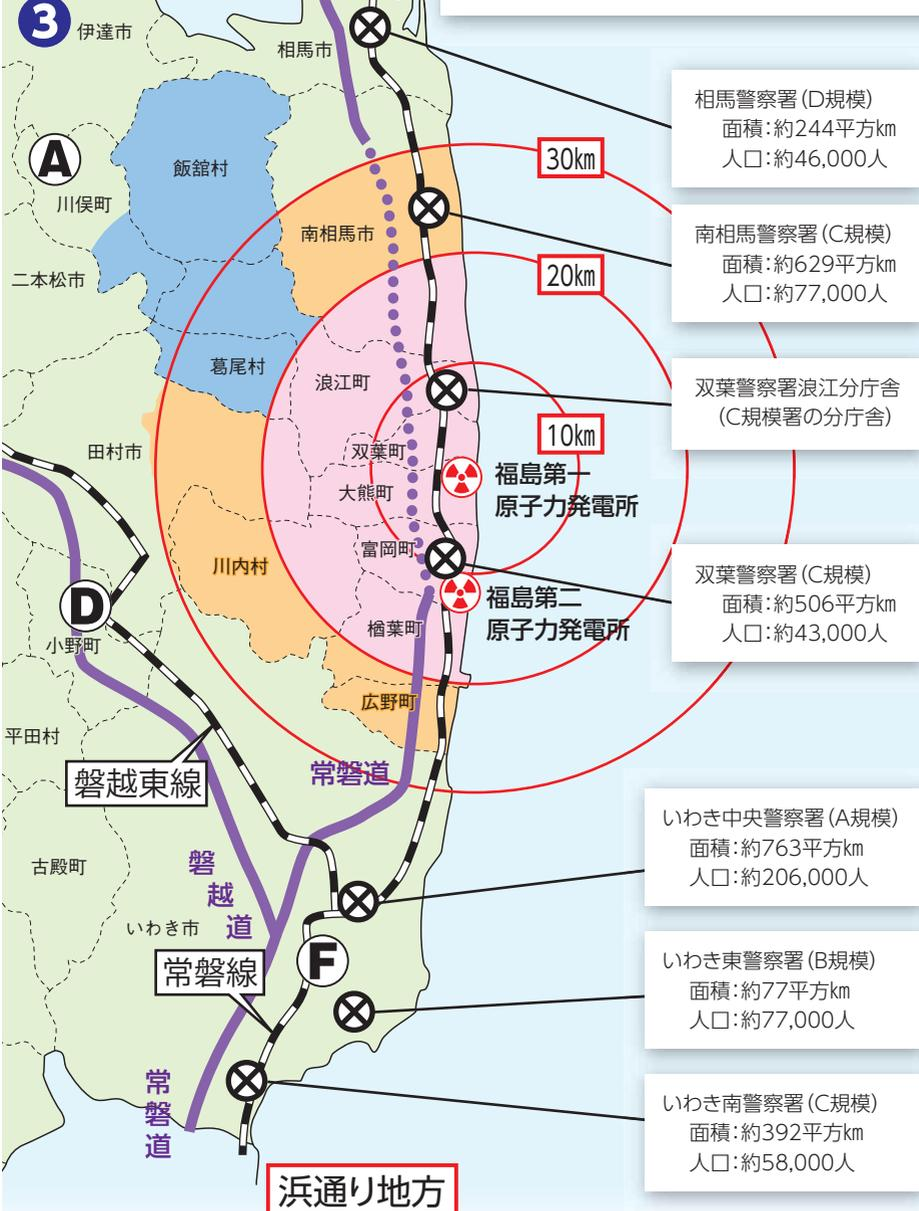 3
伊達市
相馬市
相馬警察署(D規模)
面積:約244平方㎞
人口:約46,000人
A
飯舘村
30㎞
川俣町
南相馬市
南相馬警察署(C規模)
面積:約629平方㎞
人口:約77,000人
二本松市
20㎞
葛尾村
浪江町
双葉警察署浪江分庁舎
(C規模署の分庁舎)
10㎞
田村市
双葉町
大熊町
福島第一
原子力発電所
富岡町
川内村
双葉警察署(C規模)
面積:約506平方㎞
人口:約43,000人
D
小野町
福島第二
原子力発電所
楢葉町
広野町
平田村
磐越東線
常磐道
いわき中央警察署(A規模)
面積:約763平方㎞
人口:約206,000人
古殿町
磐越道
いわき市
常磐線
F
いわき東警察署(B規模)
面積:約77平方㎞
人口:約77,000人
常磐道
いわき南警察署(C規模)
面積:約392平方㎞
人口:約58,000人
浜通り地方